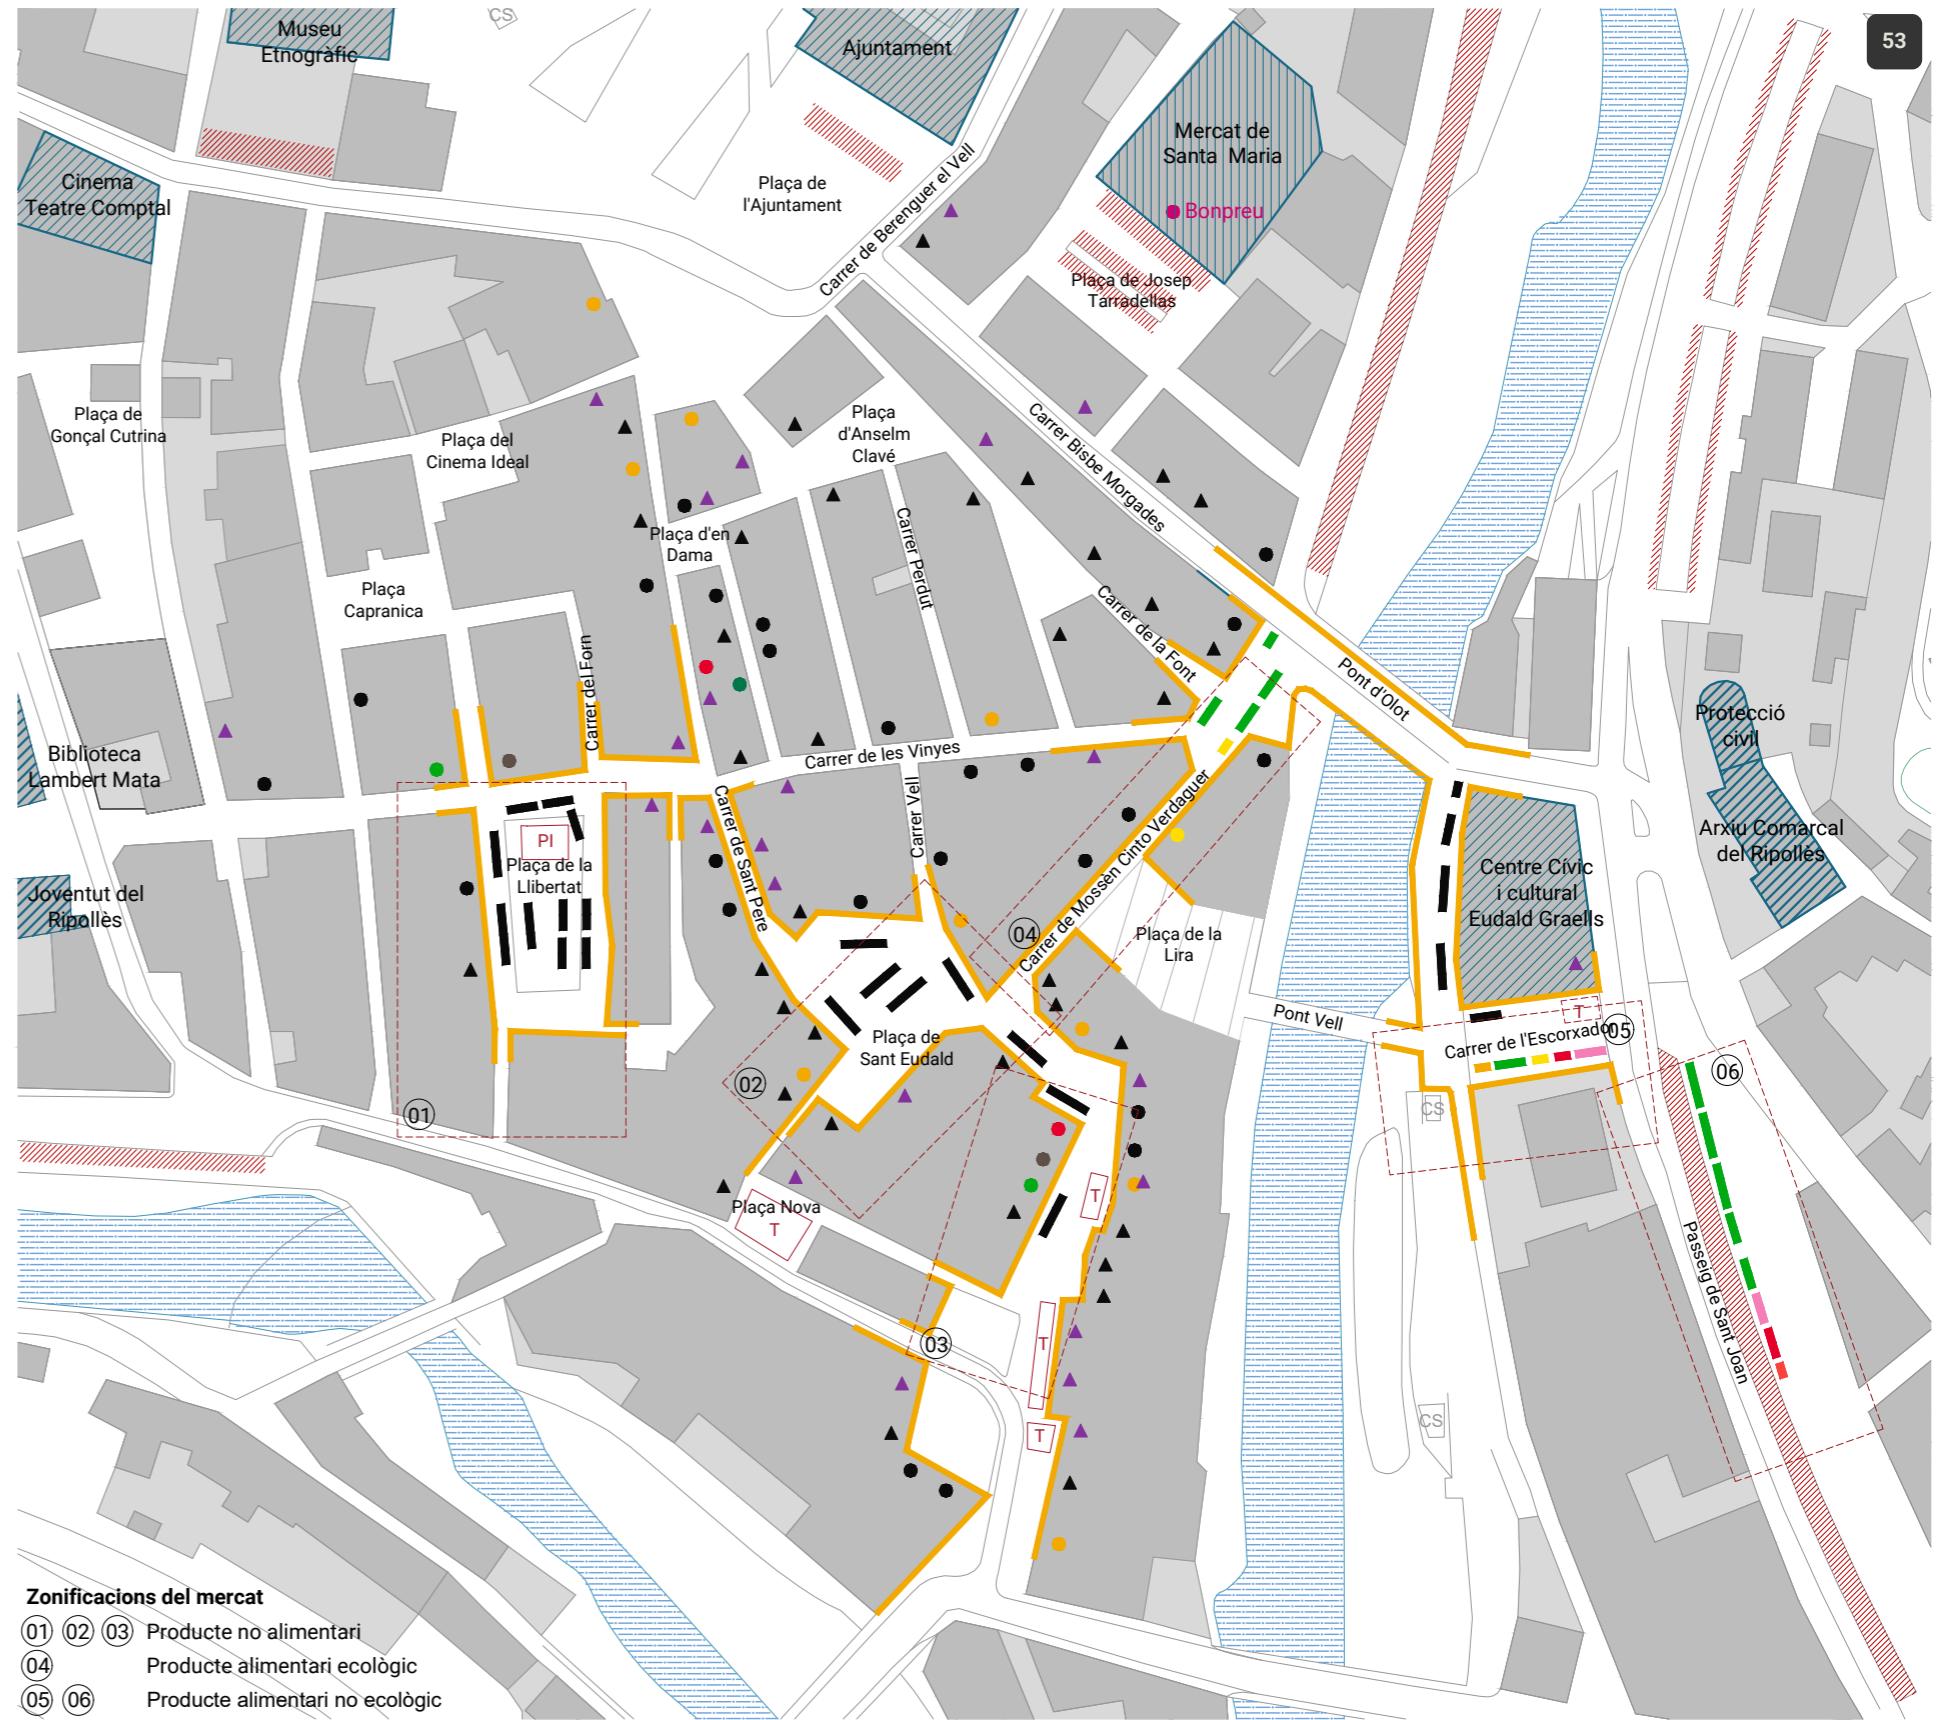 53
CS
Museu
Etnogràfic
Ajuntament
Mercat de
Santa Maria
Bonpreu
Cinema
Teatre Comptal
Plaça de
l'Ajuntament
Carrer de Berenguer el Vell
Plaça de Josep
Tarradellas
Plaça de
Gonçal Cutrina
Plaça del
Cinema Ideal
Plaça
d'Anselm
Clavé
Carrer Bisbe Morgades
Plaça d'en
Dama
Carrer Perdut
Plaça
Capranica
Carrer de la Font
Carrer del Forn
Pont d'Olot
Protecció
civil
Biblioteca
Lambert Mata
Carrer de les Vinyes
Carrer Vell
Carrer de Sant Pere
Carrer de Mossèn Cinto Verdaguer
PI
Plaça de la
Llibertat
Joventut del
Ripollès
Centre Cívic
i cultural
Eudald Graells
Arxiu Comarcal
del Ripollès
04
Plaça de la
Lira
Pont Vell
T
Carrer de l'Escorxador
05
Plaça de
Sant Eudald
02
06
01
CS
T
Plaça Nova
T
Passeig de Sant Joan
03
T
T
CS
Zonificacions del mercat
01 02 03 Producte no alimentari
04 Producte alimentari ecològic
05 06 Producte alimentari no ecològic